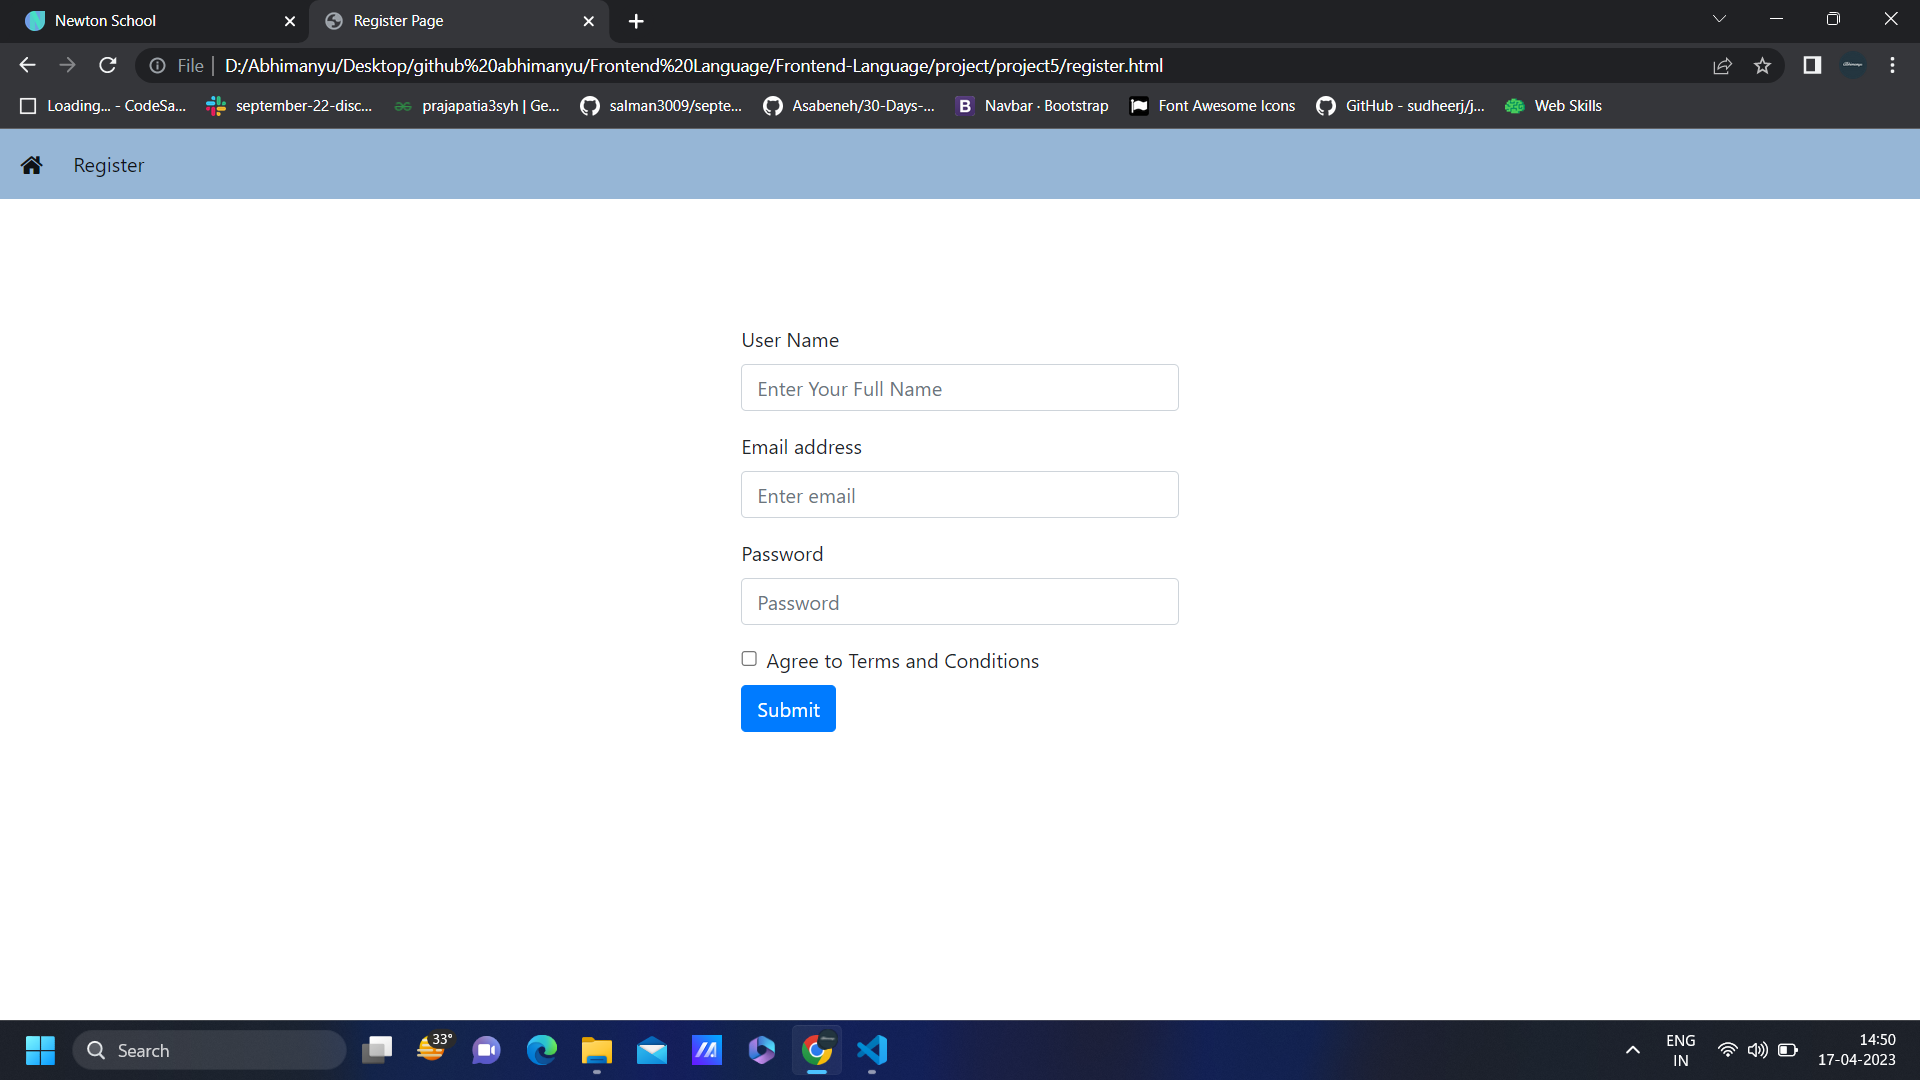 Newton School
Register Page
File
D:/Abhimanyu/Desktop/github%20abhimanyu/Frontend%20Language/Frontend-Language/project/project5/register.html
Loading... - CodeSa...
september-22-disc...
prajapatia3syh | Ge...
salman3009/septe...
Asabeneh/30-Days-...
B
Navbar · Bootstrap
Font Awesome Icons
GitHub - sudheerj/j...
Web Skills
Register
User Name
Enter Your Full Name
Email address
Enter email
Password
Password
Agree to Terms and Conditions
Submit
Search
33°
ENG
IN
14:50
17-04-2023